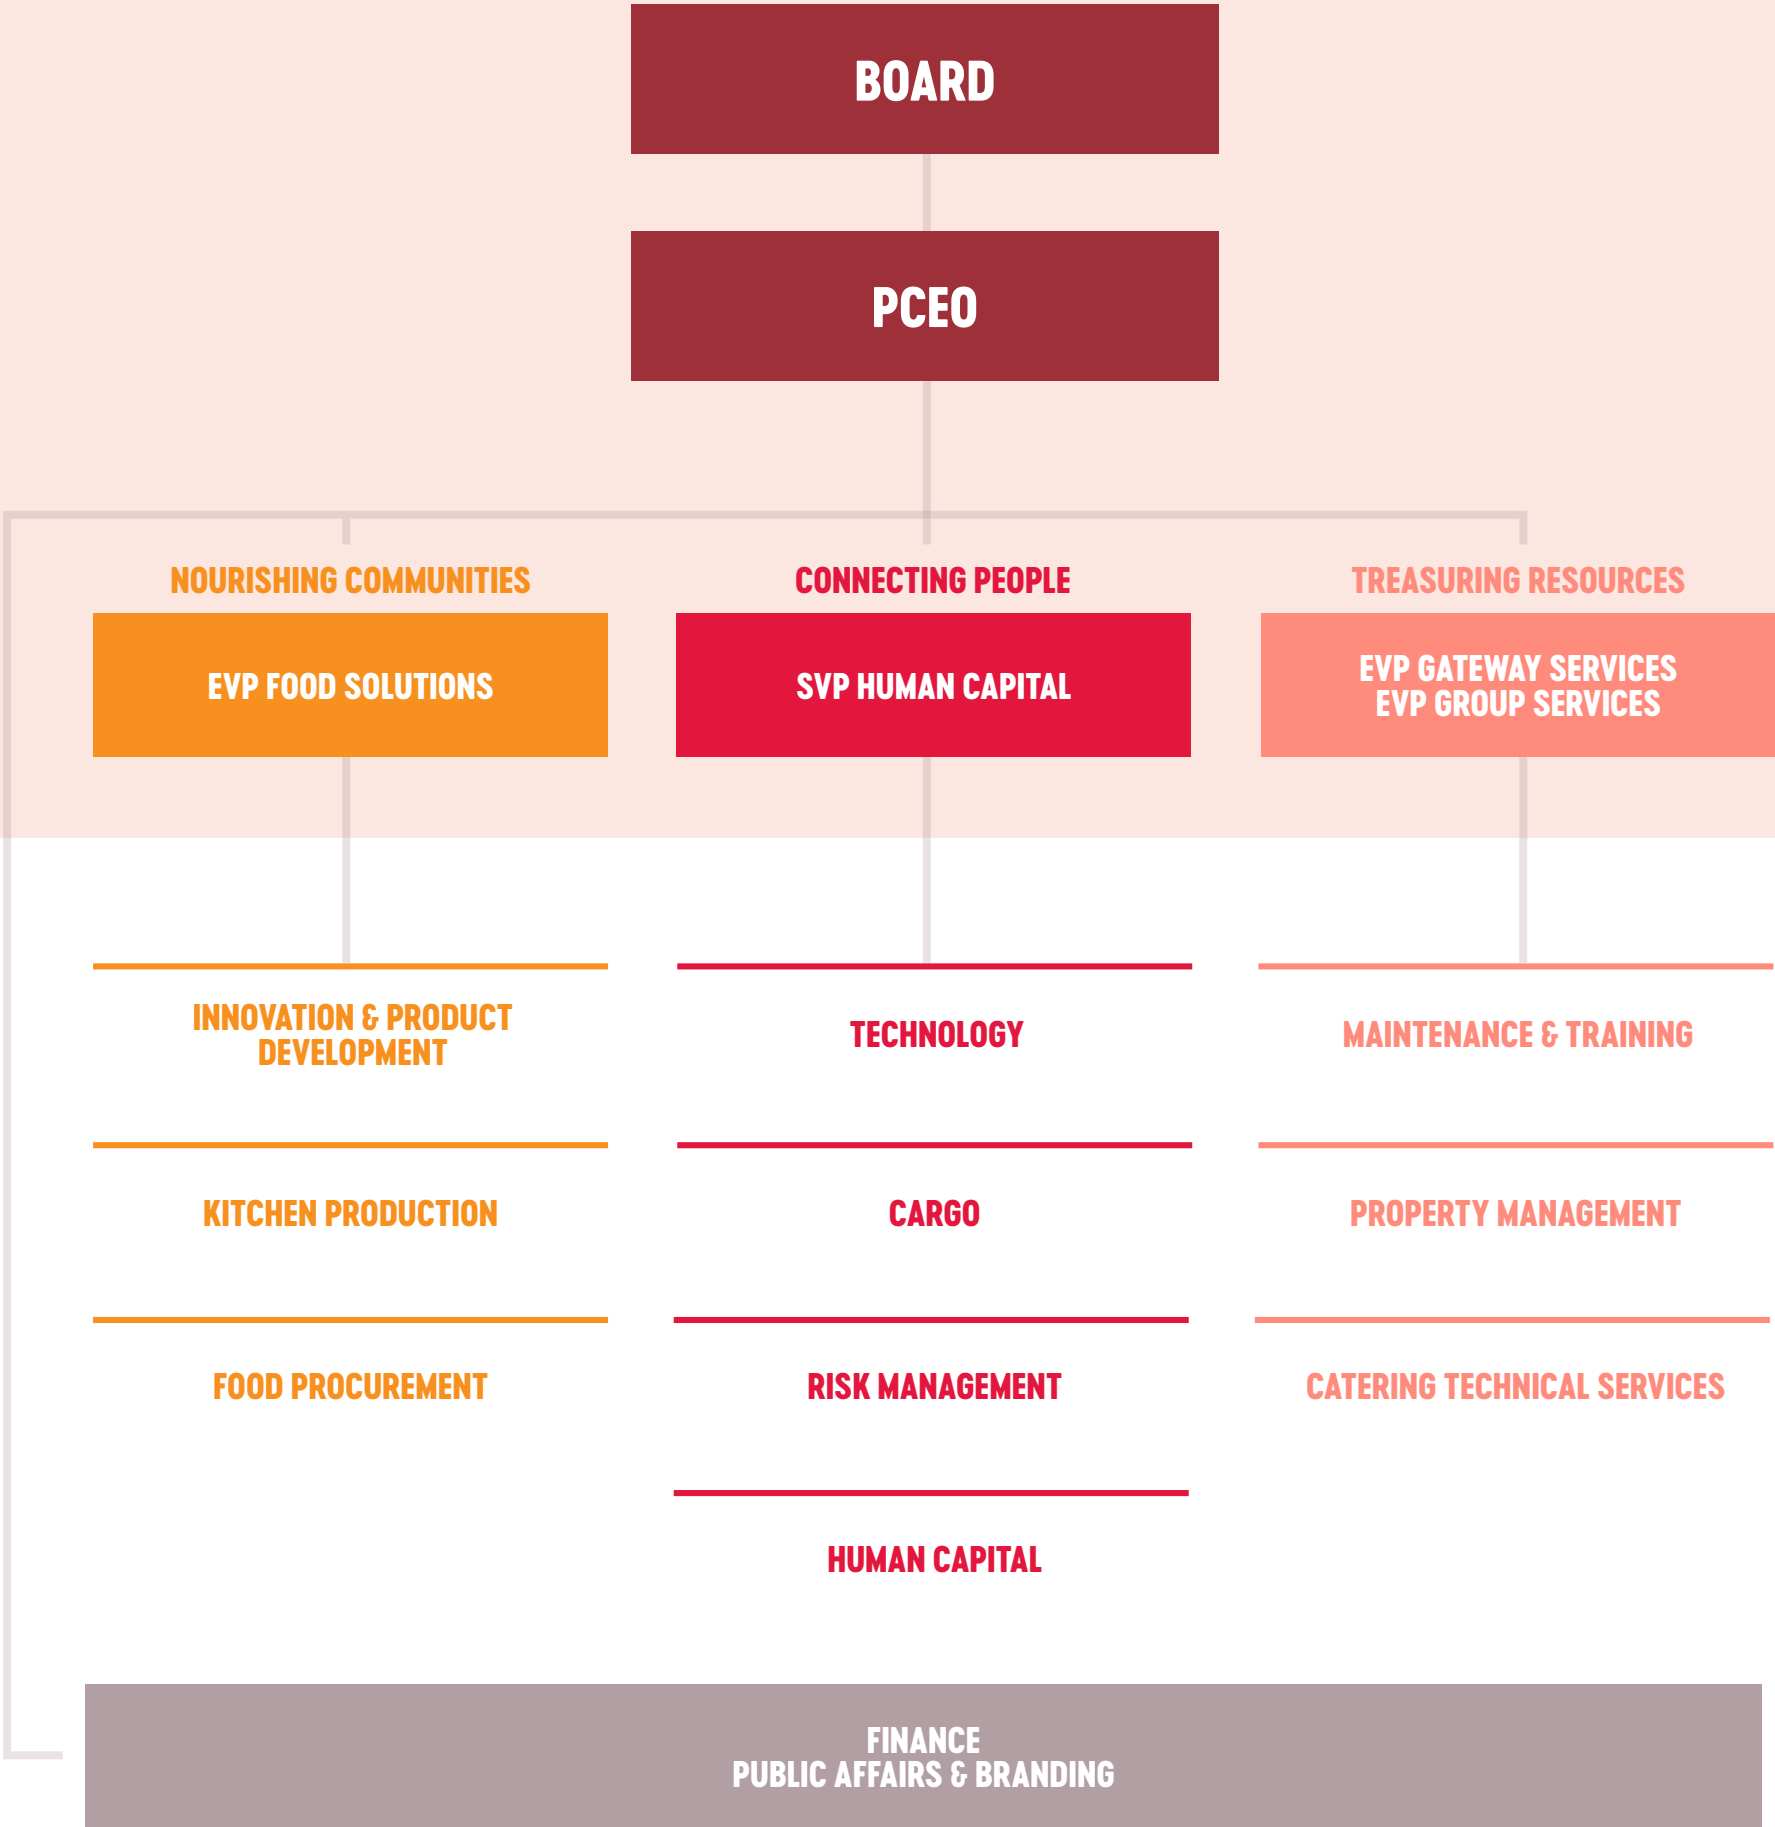 BOARD
PCEO
NOURISHING COMMUNITIES
EVP FOOD SOLUTIONS
CONNECTING PEOPLE
SVP HUMAN CAPITAL
TREASURING RESOURCES
EVP GATEWAY SERVICES
EVP GROUP SERVICES
INNOVATION & PRODUCT
DEVELOPMENT
KITCHEN PRODUCTION
FOOD PROCUREMENT
TECHNOLOGY
CARGO
RISK MANAGEMENT
HUMAN CAPITAL
MAINTENANCE & TRAINING
PROPERTY MANAGEMENT
CATERING TECHNICAL SERVICES
FINANCE
PUBLIC AFFAIRS & BRANDING